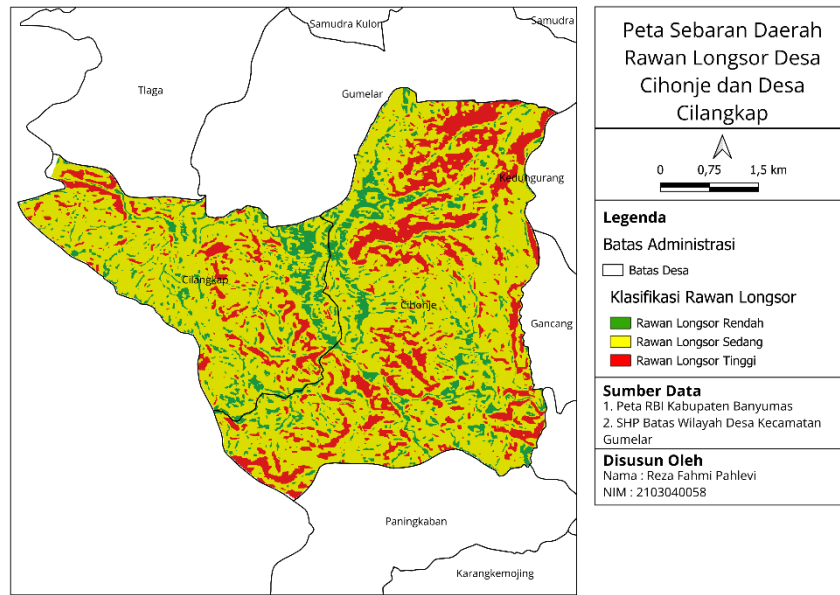 Samudra Kulon
Samudra
Tlaga
Gumelar
Kedungurang
Cilangkap
Cihonje
Gancang
Paningkaban
Karangkemojing
Peta Sebaran Daerah
Rawan Longsor Desa
Cihonje dan Desa
Cilangkap
0 0,75 1,5 km
Legenda
Batas Administrasi
Batas Desa
Klasifikasi Rawan Longsor
Rawan Longsor Rendah
Rawan Longsor Sedang
Rawan Longsor Tinggi
Sumber Data
1. Peta RBI Kabupaten Banyumas
2. SHP Batas Wilayah Desa Kecamatan
Gumelar
Disusun Oleh
Nama : Reza Fahmi Pahlevi
NIM : 2103040058